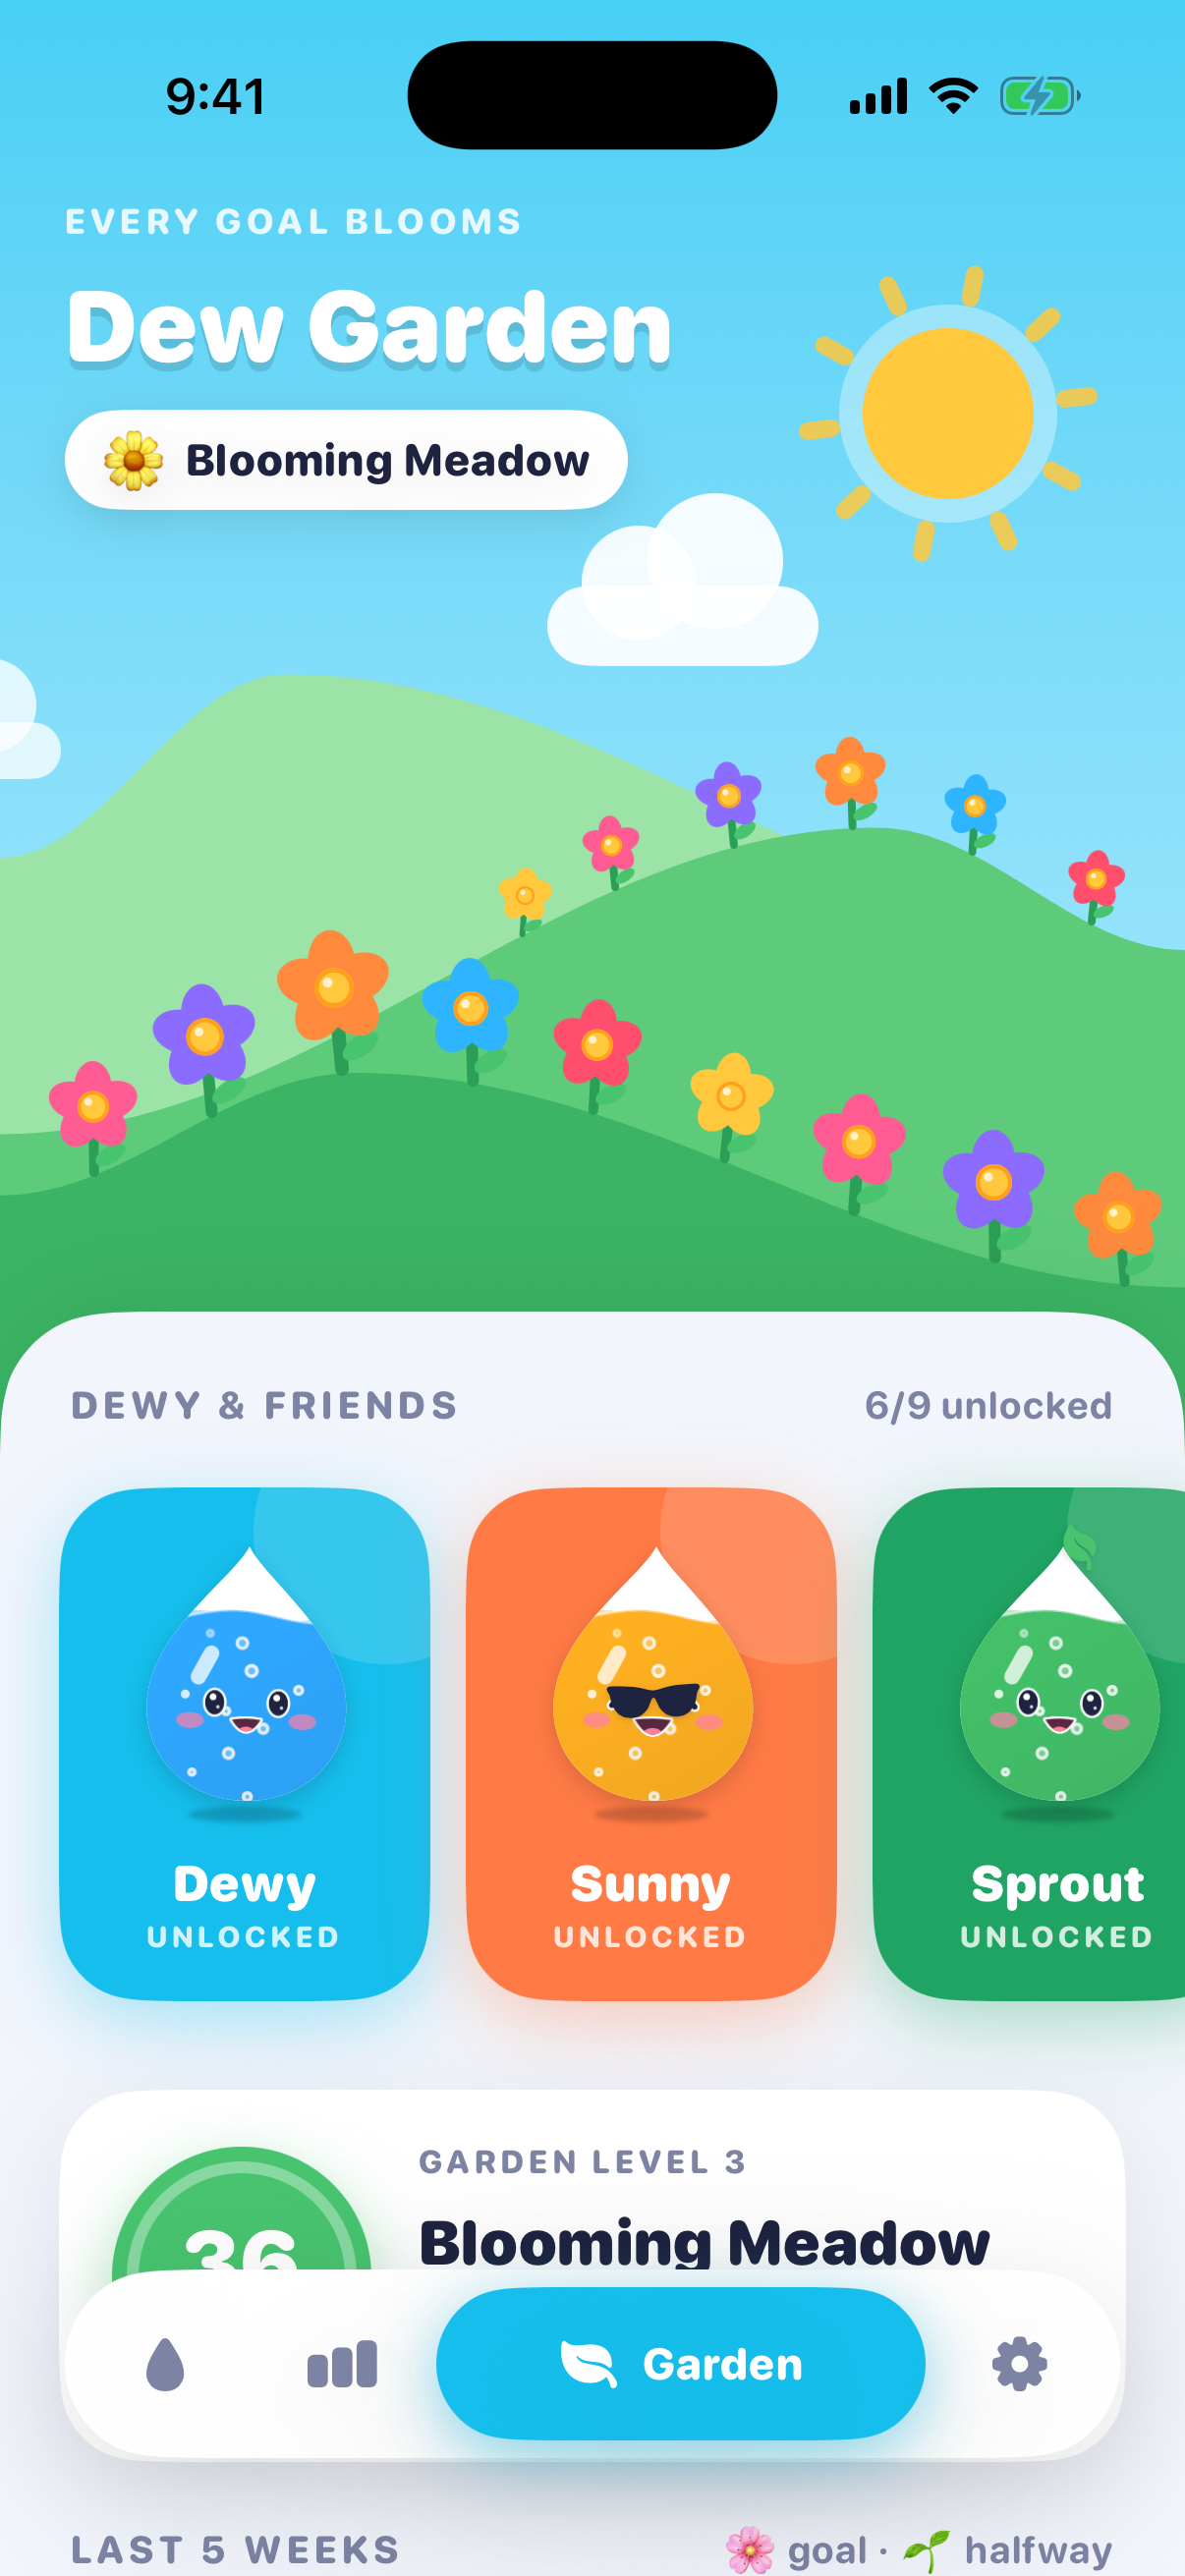 9:41
EVERY GOAL BLOOMS
Dew Garden
Blooming Meadow
DEWY & FRIENDS
6/9 unlocked
Dewy
UNLOCKED
Sunny
UNLOCKED
Sprout
UNLOCKED
GARDEN LEVEL 3
36
Blooming Meadow
Garden
LAST 5 WEEKS
goal · halfway